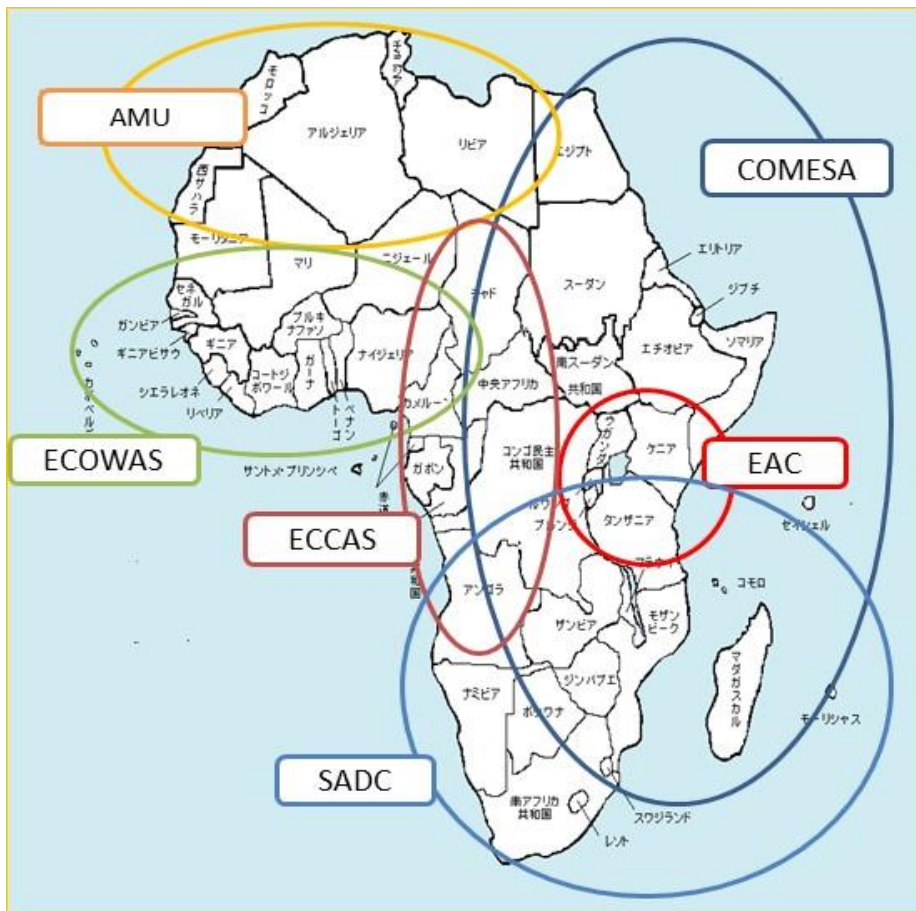 AMU
COMESA
ECOWAS
ECCAS
EAC
SADC
モロッコ
チュニジア
アルジェリア
リビア
エジプト
西サハラ
モーリタニア
マリ
ニジェール
チャド
スーダン
エリトリア
ジブチ
セネ
ガル
ガンビア
ギニアビサウ
ギニア
シエラレオネ
リベリア
コートジ
ボワール
ブルキ
ナファソ
ガーナ
トーゴ
ベナン
ナイジェリア
カメルーン
中央アフリカ
南スーダン
共和国
エチオピア
ソマリア
サントメ・プリンシペ
ガボン
コンゴ民主
共和国
ウガンダ
ケニア
ブルンジ
タンザニア
セイシェル
コモロ
アンゴラ
ザンビア
モザン
ビーク
マダガスカル
モーリシャス
ナミビア
ボツワナ
ジンバブエ
南アフリカ
共和国
スワジランド
レソト